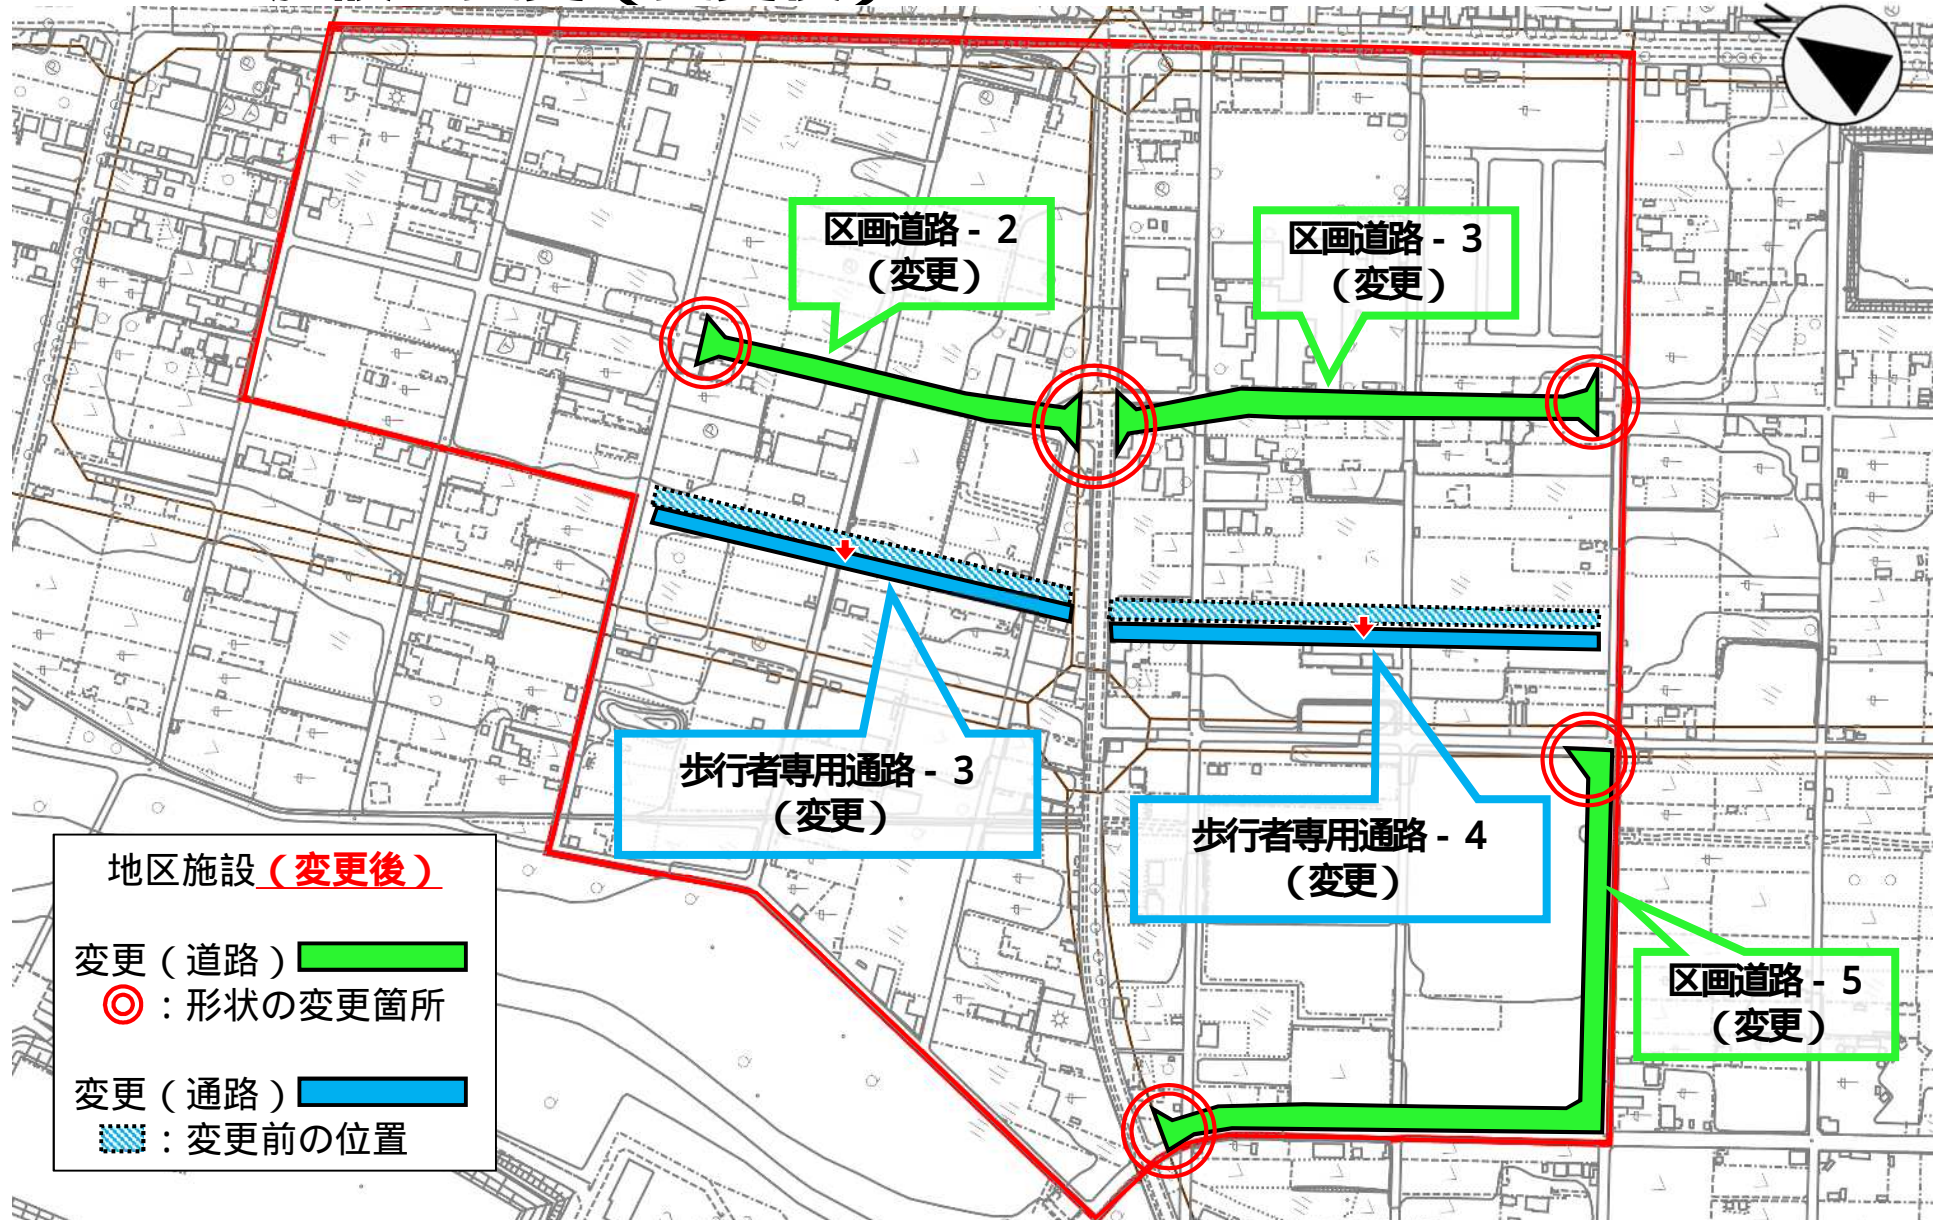 区画道路 - 2
（変更）
区画道路 - 3
（変更）
歩行者専用通路 - 3
（変更）
歩行者専用通路 - 4
（変更）
区画道路 - 5
（変更）
地区施設（変更後）
変更（道路）
◎：形状の変更箇所
変更（通路）
：変更前の位置